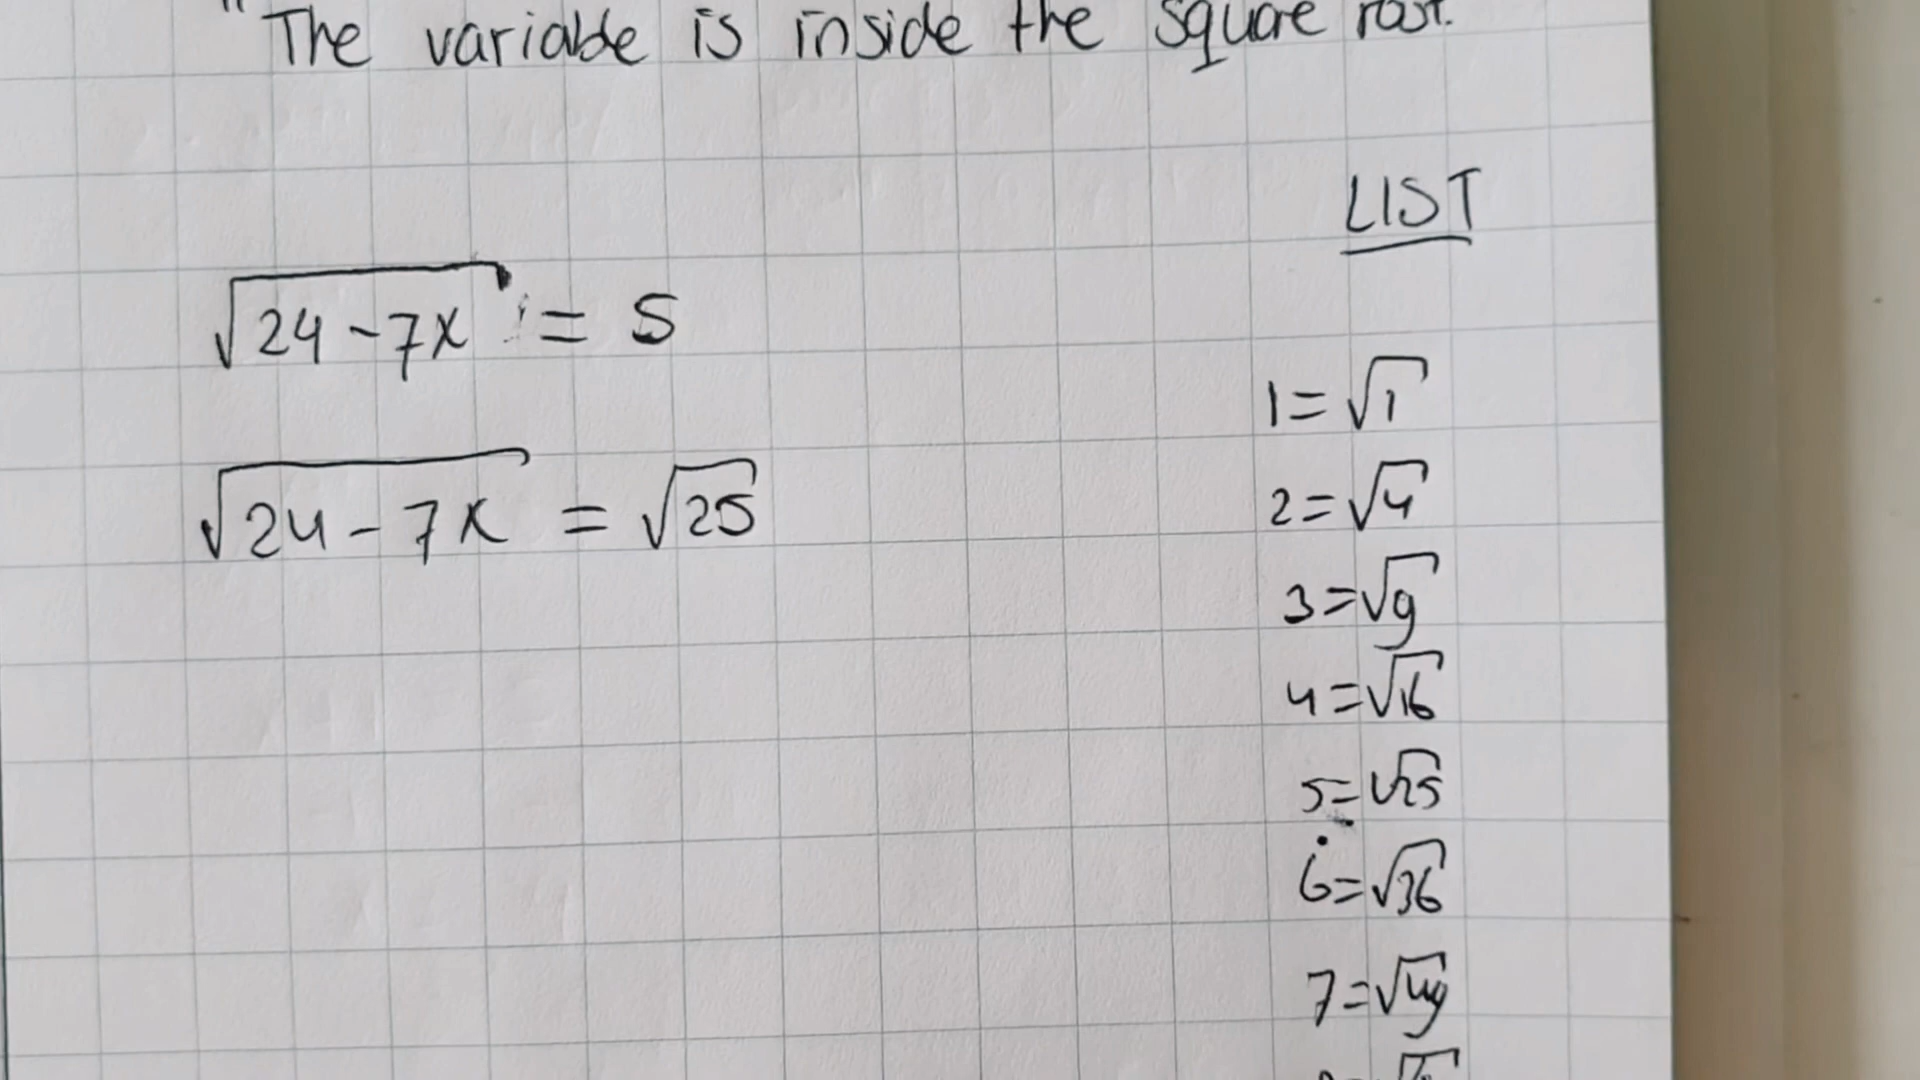 "The variable is inside the square root.
LIST
√24 - 7x = 5
√24 - 7x = √25
1 = √1
2 = √4
3 = √9
4 = √16
5 = √25
6 = √36
7 = √49